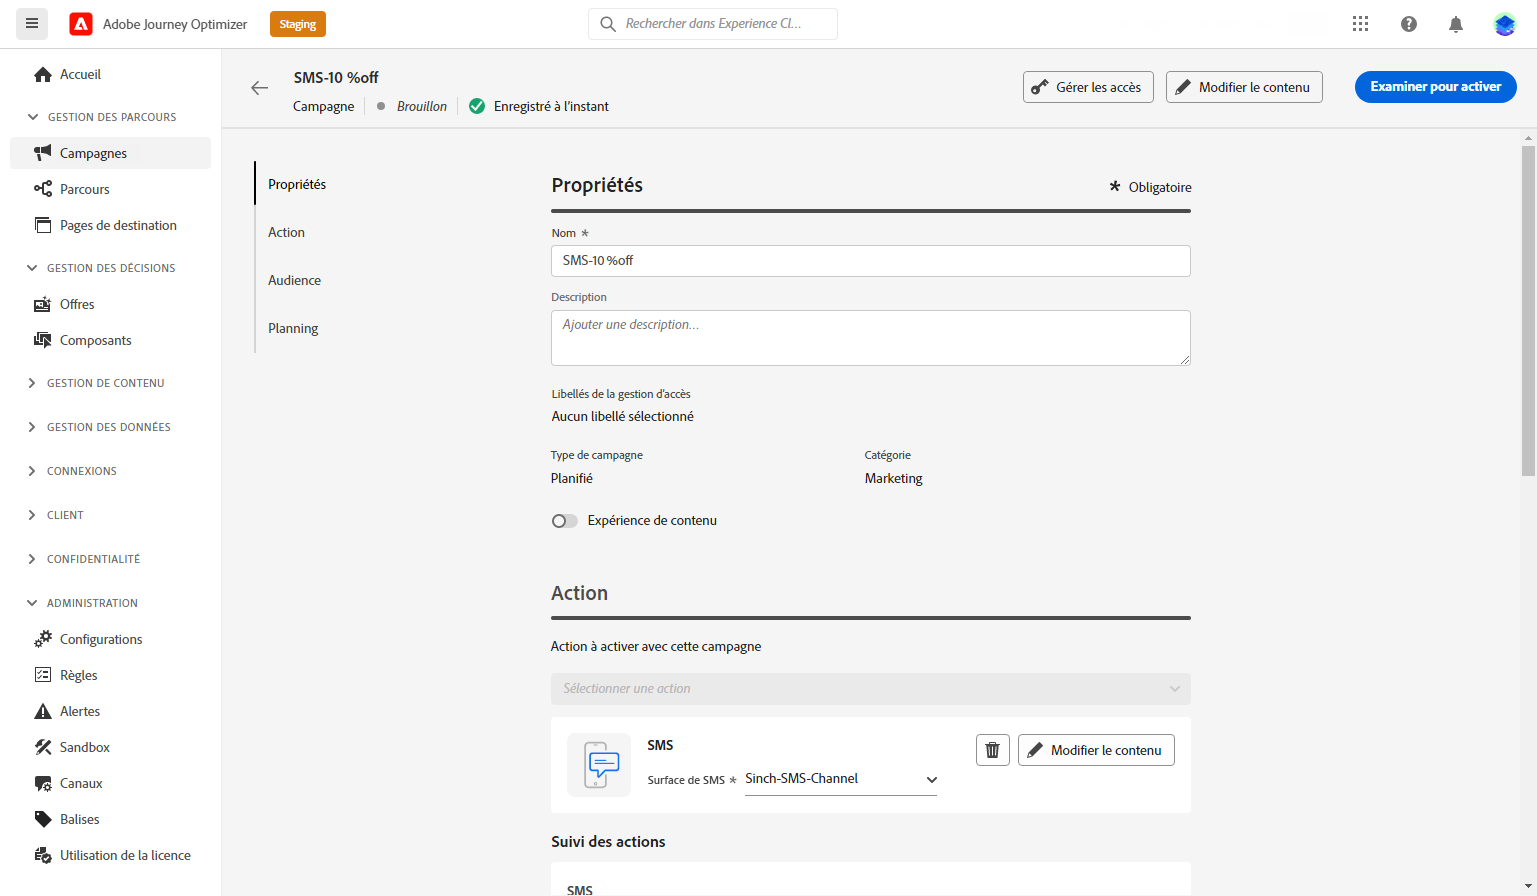 Adobe Journey Optimizer
Staging
Rechercher dans Experience Cl...
Accueil
GESTION DES PARCOURS
Campagnes
Parcours
Pages de destination
GESTION DES DÉCISIONS
Offres
Composants
GESTION DE CONTENU
GESTION DES DONNÉES
CONNEXIONS
CLIENT
CONFIDENTIALITÉ
ADMINISTRATION
Configurations
Règles
Alertes
Sandbox
Canaux
Balises
Utilisation de la licence
SMS-10 %off
Campagne
Brouillon
Enregistré à l'instant
Gérer les accès
Modifier le contenu
Examiner pour activer
Propriétés
Action
Audience
Planning
Propriétés
* Obligatoire
Nom *
SMS-10 %off
Description
Ajouter une description...
Libellés de la gestion d'accès
Aucun libellé sélectionné
Type de campagne
Planifié
Catégorie
Marketing
Expérience de contenu
Action
Action à activer avec cette campagne
Sélectionner une action
SMS
Surface de SMS * Sinch-SMS-Channel
Modifier le contenu
Suivi des actions
SMS